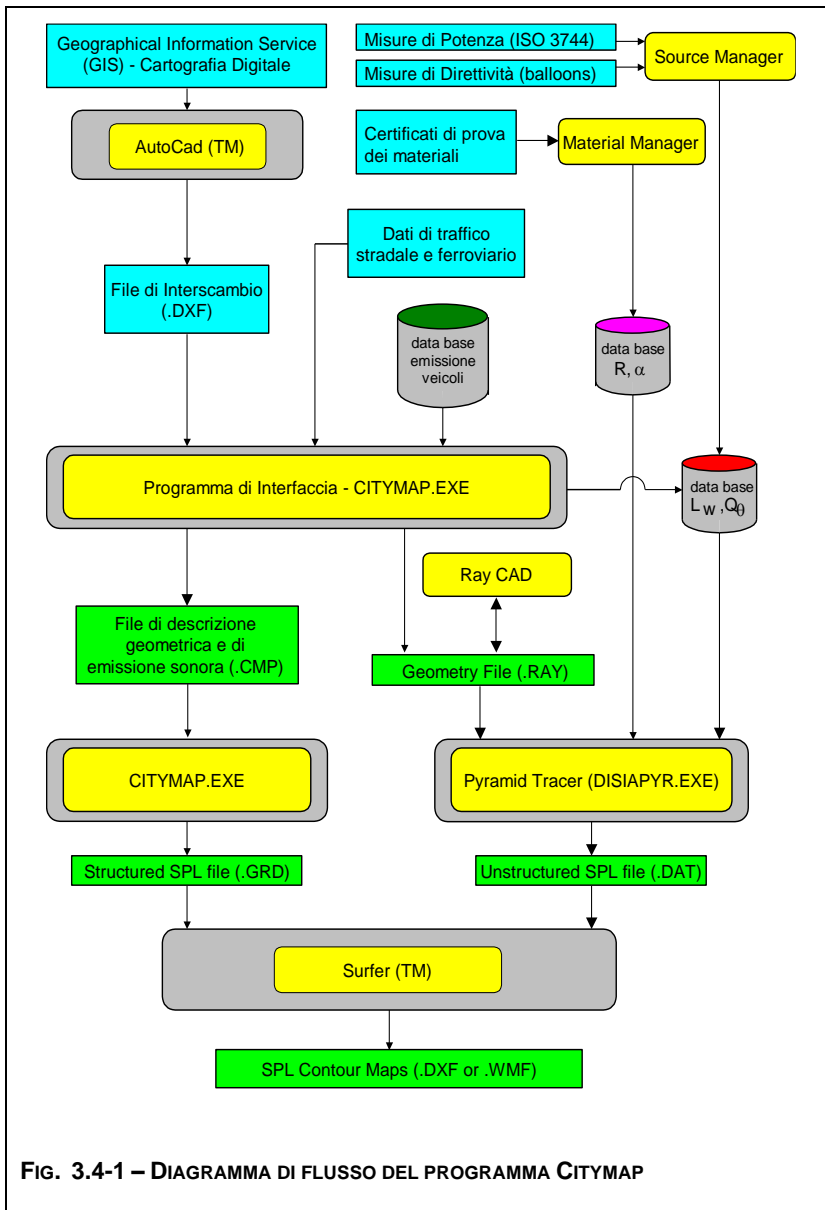 Geographical Information Service
(GIS) - Cartografia Digitale
Misure di Potenza (ISO 3744)
Misure di Direttività (balloons)
Source Manager
AutoCad (TM)
Certificati di prova
dei materiali
Material Manager
Dati di traffico
stradale e ferroviario
File di Interscambio
(.DXF)
data base
emissione
veicoli
data base
R, α
Programma di Interfaccia - CITYMAP.EXE
data base
L W ,Qθ
Ray CAD
File di descrizione
geometrica e di
emissione sonora (.CMP)
Geometry File (.RAY)
CITYMAP.EXE
Pyramid Tracer (DISIAPYR.EXE)
Structured SPL file (.GRD)
Unstructured SPL file (.DAT)
Surfer (TM)
SPL Contour Maps (.DXF or .WMF)
FIG. 3.4-1 – DIAGRAMMA DI FLUSSO DEL PROGRAMMA CITYMAP